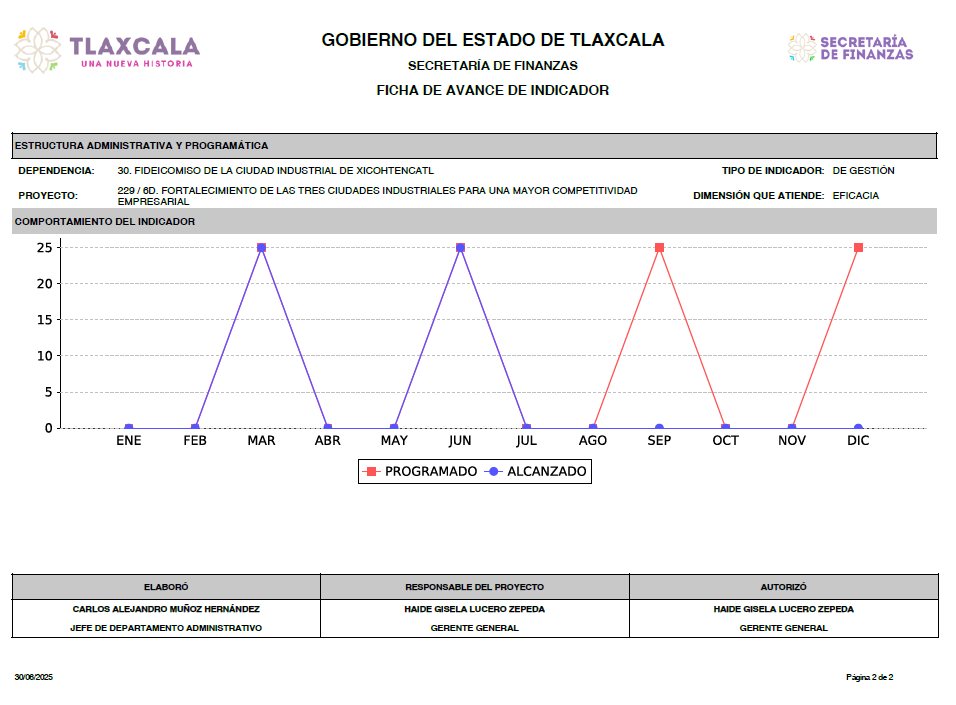 TLAXCALA
UNA NUEVA HISTORIA
GOBIERNO DEL ESTADO DE TLAXCALA
SECRETARÍA DE FINANZAS
FICHA DE AVANCE DE INDICADOR
SECRETARÍA
DE FINANZAS
ESTRUCTURA ADMINISTRATIVA Y PROGRAMÁTICA
DEPENDENCIA: 30. FIDEICOMISO DE LA CIUDAD INDUSTRIAL DE XICOHTENCATL TIPO DE INDICADOR: DE GESTIÓN
PROYECTO: 229 / 6D. FORTALECIMIENTO DE LAS TRES CIUDADES INDUSTRIALES PARA UNA MAYOR COMPETITIVIDAD
EMPRESARIAL DIMENSIÓN QUE ATIENDE: EFICACIA
COMPORTAMIENTO DEL INDICADOR
25
20
15
10
5
0
ENE FEB MAR ABR MAY JUN JUL AGO SEP OCT NOV DIC
PROGRAMADO ALCANZADO
ELABORÓ RESPONSABLE DEL PROYECTO AUTORIZÓ
CARLOS ALEJANDRO MUÑOZ HERNÁNDEZ HAIDE GISELA LUCERO ZEPEDA HAIDE GISELA LUCERO ZEPEDA
JEFE DE DEPARTAMENTO ADMINISTRATIVO GERENTE GENERAL GERENTE GENERAL
30/06/2025 Página 2 de 2